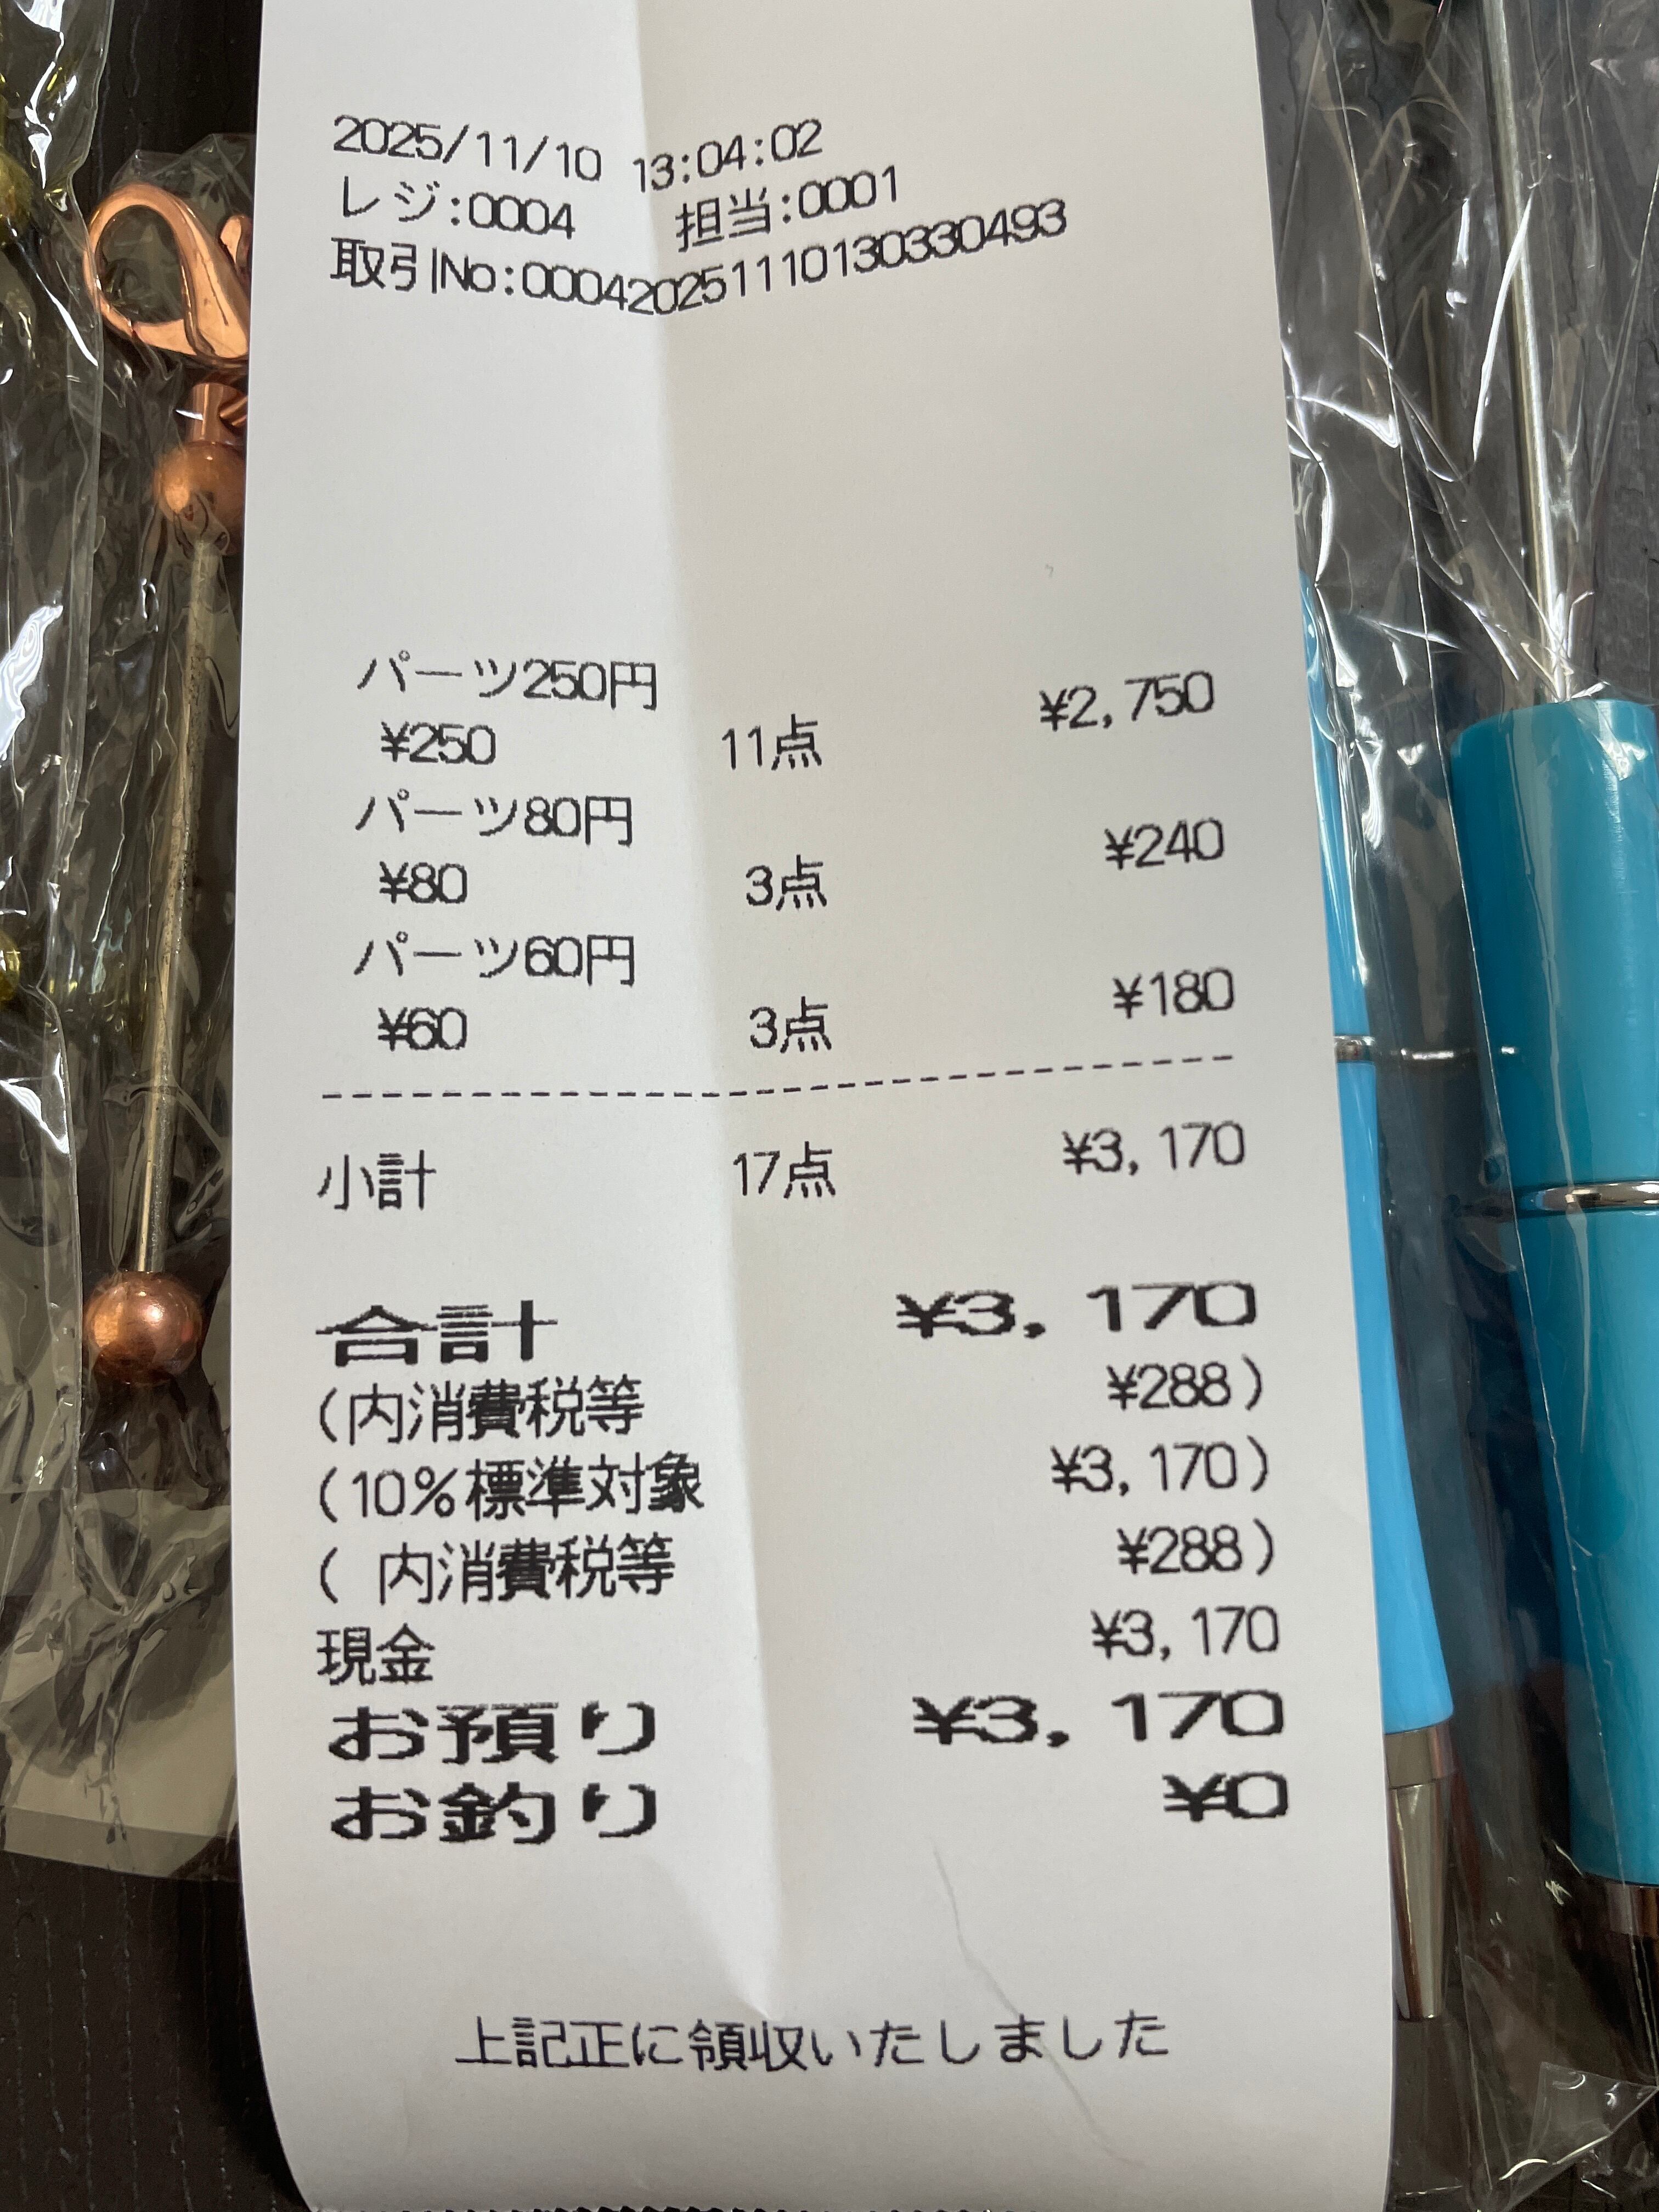 2025/11/10 13:04:02
レジ:0004 担当:0001
取引No:00042025111013033​0493
パーツ250円
¥250 11点 ¥2,750
パーツ80円
¥80 3点 ¥240
パーツ60円
¥60 3点 ¥180
小計 17点 ¥3,170
合計 ¥3,170
(内消費税等 ¥288)
(10%標準対象 ¥3,170)
( 内消費税等 ¥288)
現金 ¥3,170
お預り ¥3,170
お釣り ¥0
上記正に領収いたしました